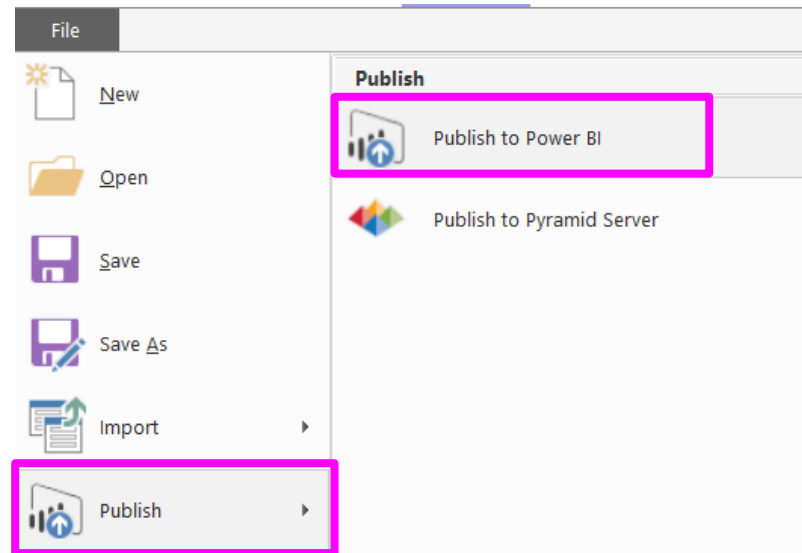 File
New
Open
Save
Save As
Import
Publish
Publish
Publish to Power BI
Publish to Pyramid Server